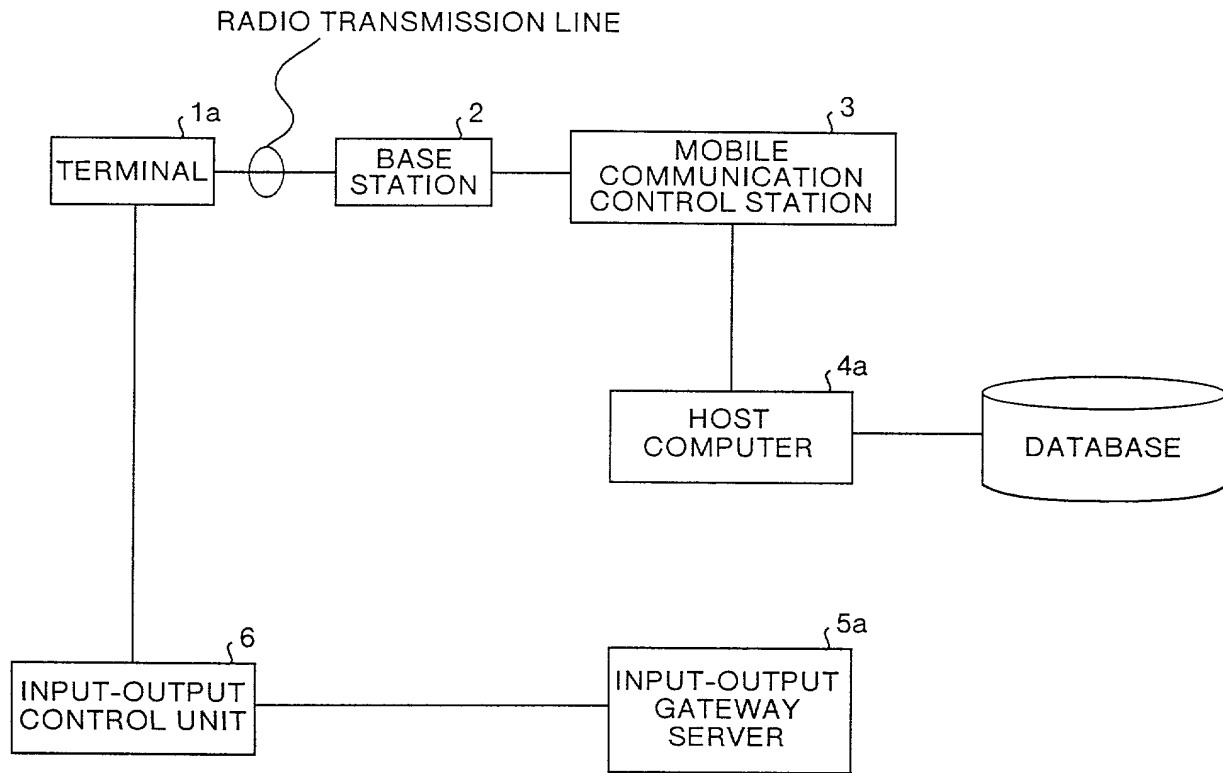 RADIO TRANSMISSION LINE
1a
2
3
TERMINAL
BASE
STATION
MOBILE
COMMUNICATION
CONTROL STATION
4a
HOST
COMPUTER
DATABASE
6
5a
INPUT-OUTPUT
CONTROL UNIT
INPUT-OUTPUT
GATEWAY
SERVER